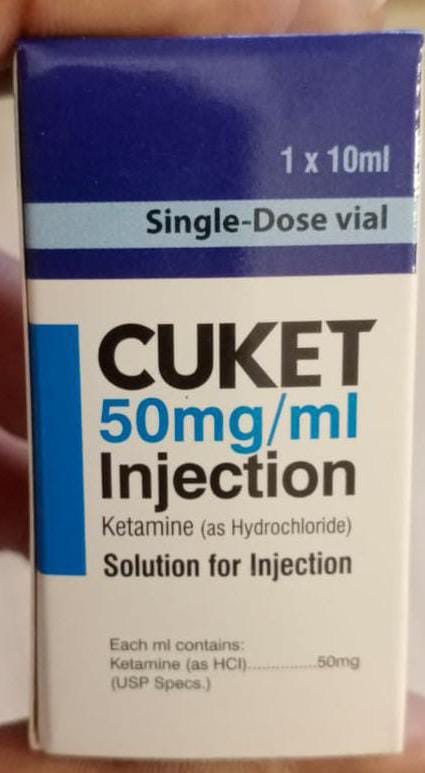 1 x 10ml
Single-Dose vial
CUKET
50mg/ml
Injection
Ketamine (as Hydrochloride)
Solution for Injection
Each ml contains:
Ketamine (as HCl)...............50mg
(USP Specs.)